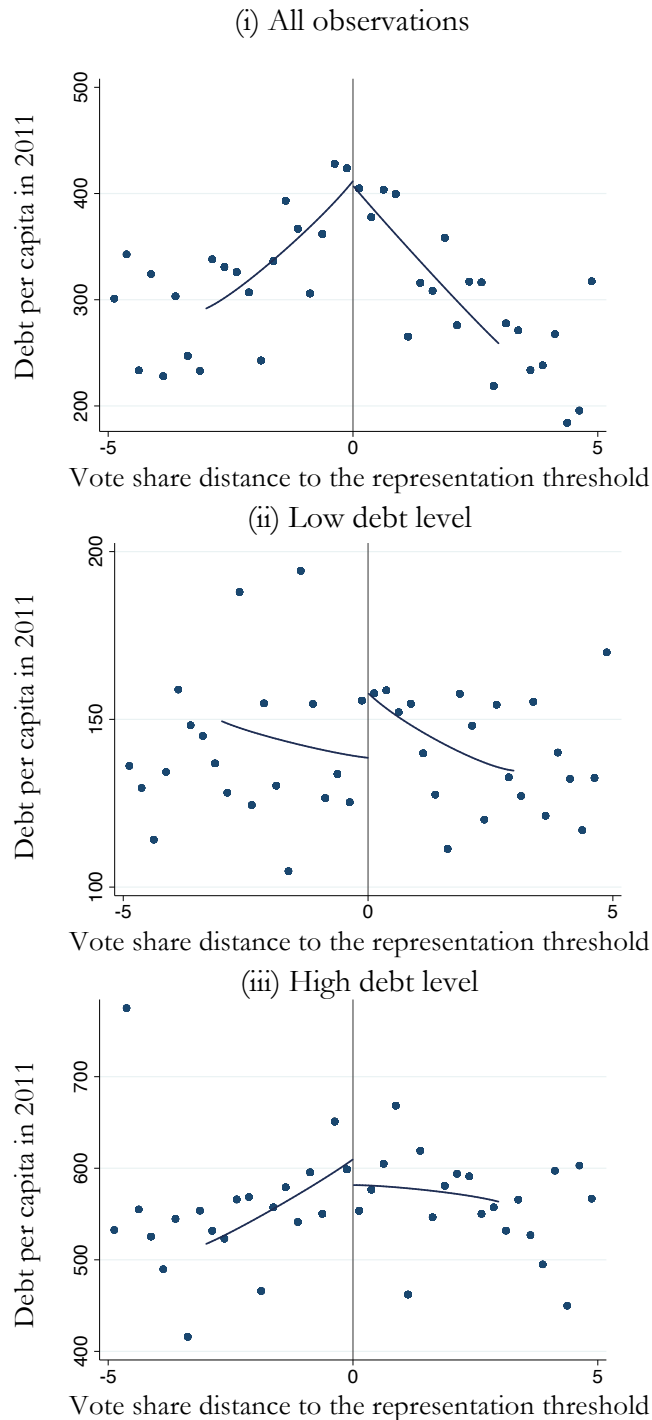 (i) All observations
Debt per capita in 2011
500
400
300
200
-5 0 5
Vote share distance to the representation threshold
(ii) Low debt level
Debt per capita in 2011
200
150
100
-5 0 5
Vote share distance to the representation threshold
(iii) High debt level
Debt per capita in 2011
700
600
500
400
-5 0 5
Vote share distance to the representation threshold